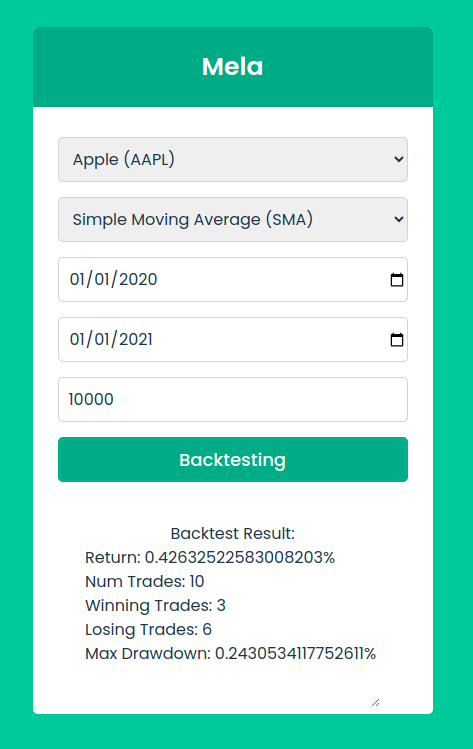 Mela
Apple (AAPL)
Simple Moving Average (SMA)
01/01/2020
01/01/2021
10000
Backtesting
Backtest Result:
Return: 0.42632522583008203%
Num Trades: 10
Winning Trades: 3
Losing Trades: 6
Max Drawdown: 0.2430534117752611%